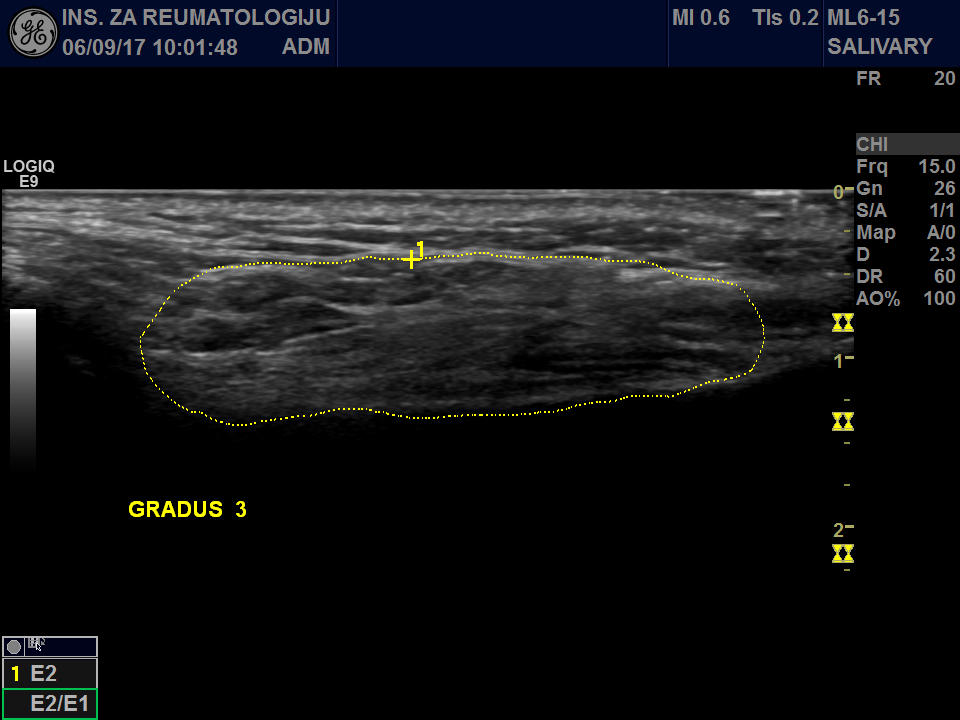 INS. ZA REUMATOLOGIJU
06/09/17 10:01:48 ADM
MI 0.6 TIs 0.2
ML6-15
SALIVARY
FR 20
CHI
Frq 15.0
Gn 26
S/A 1/1
Map A/0
D 2.3
DR 60
AO% 100
LOGIQ
E9
0
1
1
2
GRADUS 3
1 E2
E2/E1